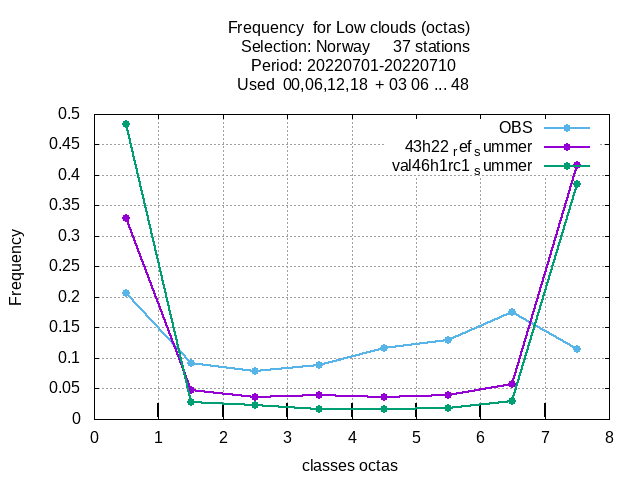 Frequency  for Low clouds (octas)
Selection: Norway     37 stations
Period: 20220701-20220710
Used  00,06,12,18  + 03 06 ... 48
OBS
43h22 ref summer
val46h1rc1 summer
0.5
0.45
0.4
0.35
0.3
0.25
0.2
0.15
0.1
0.05
0
Frequency
0 1 2 3 4 5 6 7 8
classes octas